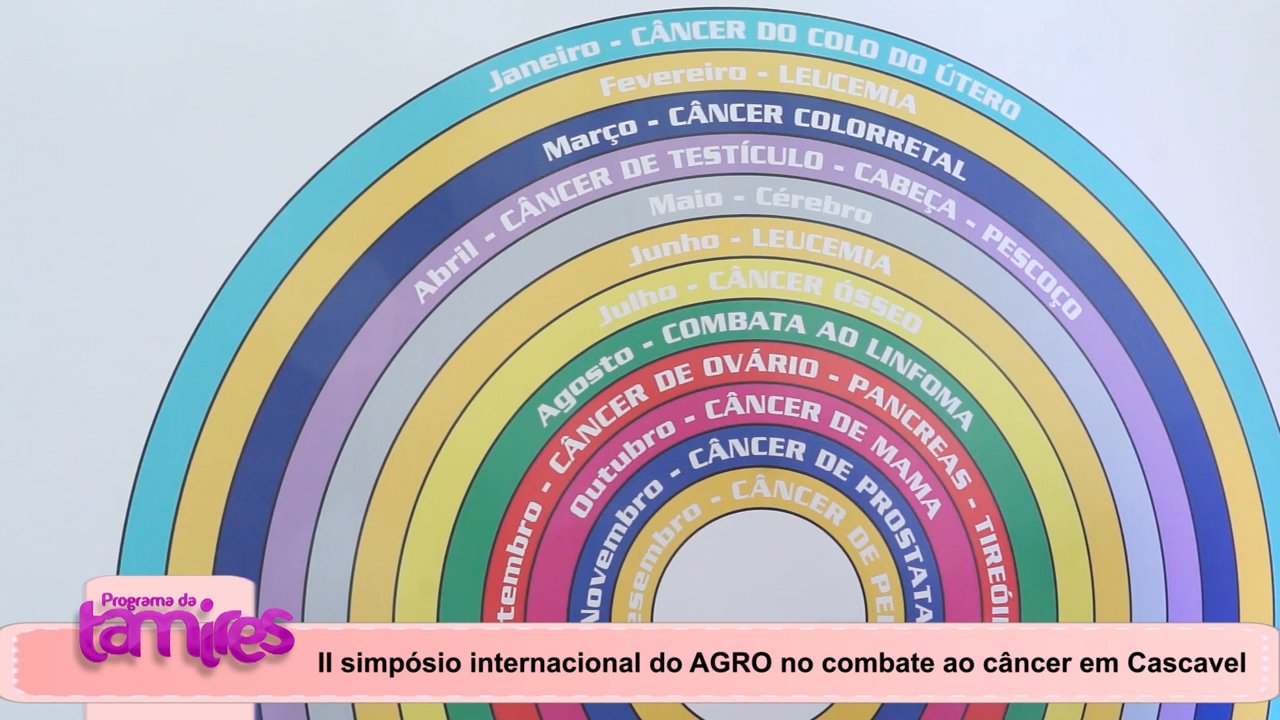 Janeiro - CÂNCER DO COLO DO ÚTERO
Fevereiro - LEUCEMIA
Março - CÂNCER COLORRETAL
Abril - CÂNCER DE TESTÍCULO - CABEÇA - PESCOÇO
Maio - Cérebro
Junho - LEUCEMIA
Julho - CÂNCER ÓSSEO
Agosto - COMBATA AO LINFOMA
tembro - CÂNCER DE OVÁRIO - PANCREAS - TIREÓI
Outubro - CÂNCER DE MAMA
Novembro - CÂNCER DE PROSTATA
esembro - CÂNCER DE PEL
Programa da
tamires
II simpósio internacional do AGRO no combate ao câncer em Cascavel